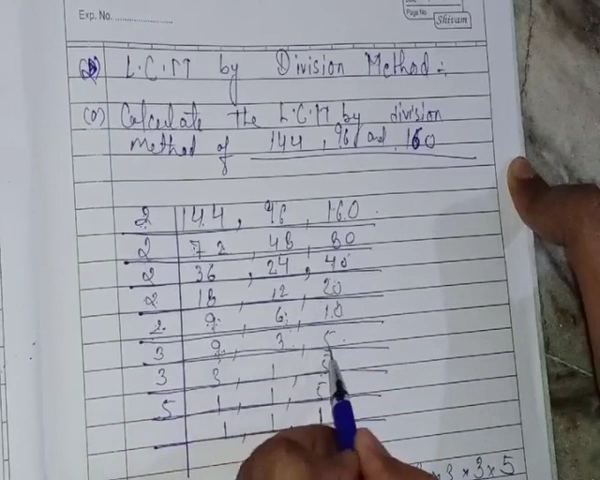 Exp. No.
Page No.
Shivam
L.C.M by Division Method:
(a) Calculate the L.C.M by division
method of 144, 96 and 160
2 144, 96, 160
2 72, 48, 80
2 36, 24, 40
2 18, 12, 20
2 9, 6, 10
3 9, 3, 5
3 3, 1, 5
5 1, 1, 5
1, 1, 1
× 3 × 3 × 5